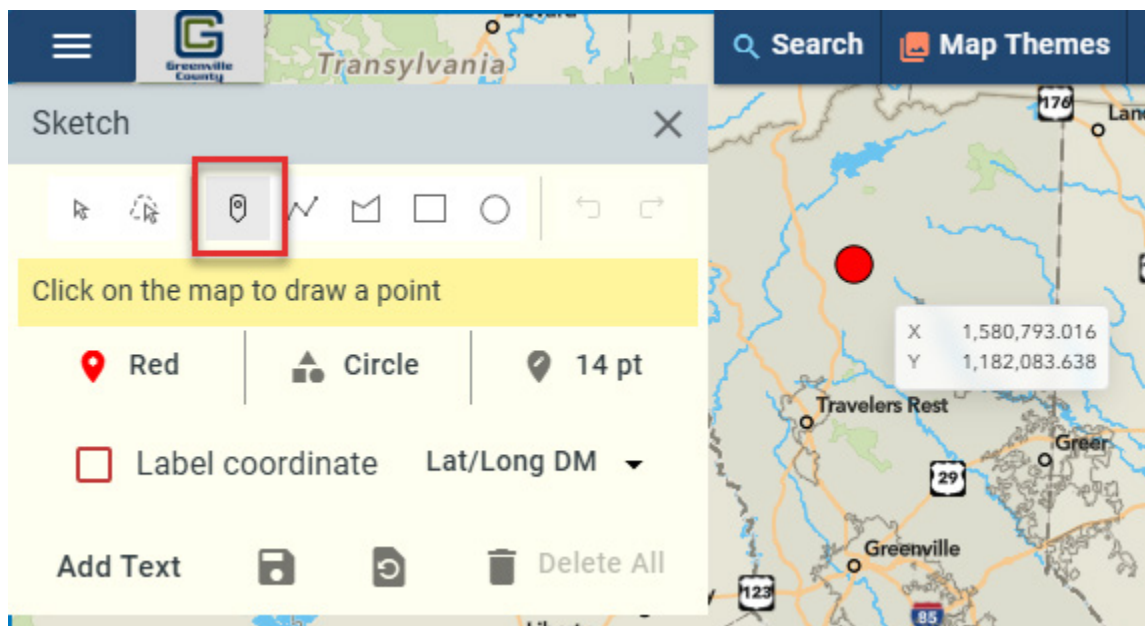 Greenville
County
Transylvania
Search
Map Themes
Sketch
176
Click on the map to draw a point
Red
Circle
14 pt
X 1,580,793.016
Y 1,182,083.638
Travelers Rest
Label coordinate
Lat/Long DM
Greer
29
Greenville
Add Text
Delete All
123
85